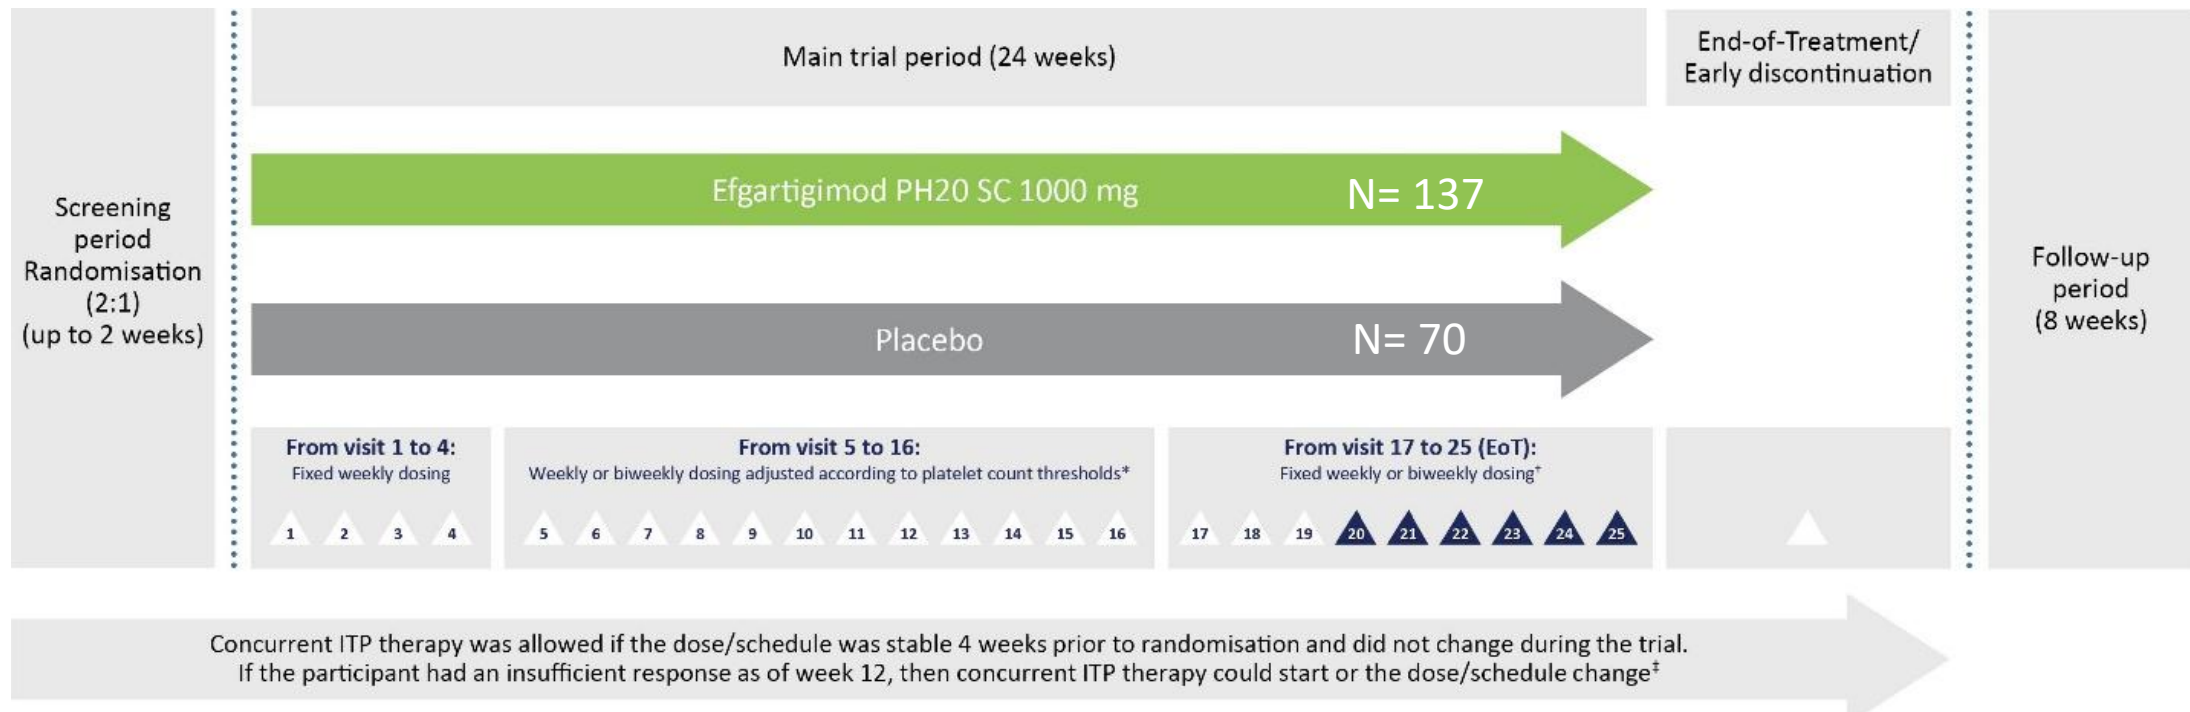 Main trial period (24 weeks)
End-of-Treatment/
Early discontinuation
Screening
period
Randomisation
(2:1)
(up to 2 weeks)
Efgartigimod PH20 SC 1000 mg
N= 137
Placebo
N= 70
Follow-up
period
(8 weeks)
From visit 1 to 4:
Fixed weekly dosing
1 2 3 4
From visit 5 to 16:
Weekly or biweekly dosing adjusted according to platelet count thresholds*
5 6 7 8 9 10 11 12 13 14 15 16
From visit 17 to 25 (EoT):
Fixed weekly or biweekly dosing⁺
17 18 19 20 21 22 23 24 25
Concurrent ITP therapy was allowed if the dose/schedule was stable 4 weeks prior to randomisation and did not change during the trial.
If the participant had an insufficient response as of week 12, then concurrent ITP therapy could start or the dose/schedule change‡